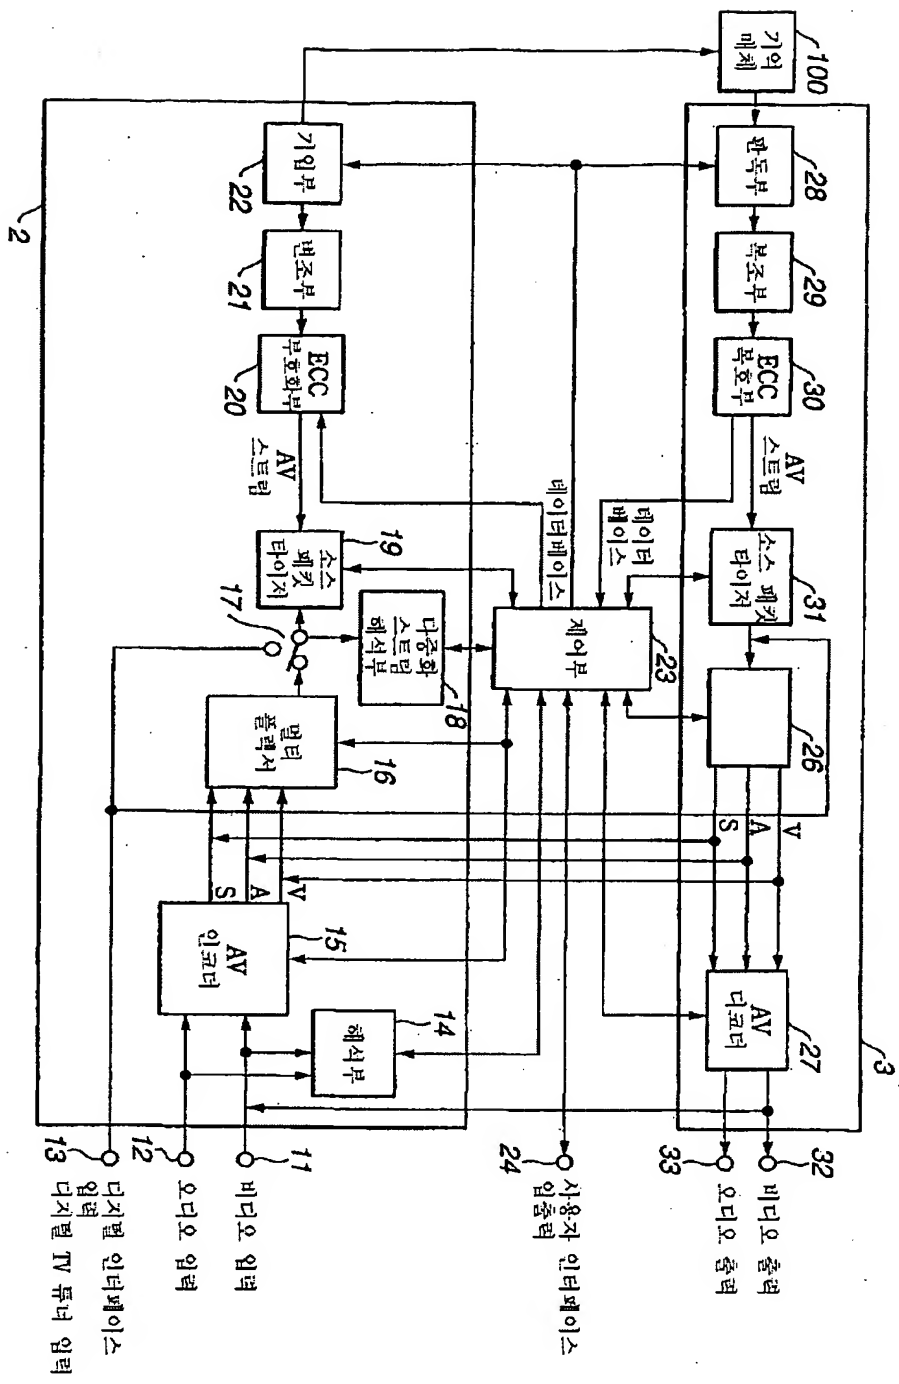 100
기억
매체
28
판독부
29
복조부
30
ECC
복호부
AV
스트림
31
소스 패킷
타이저
26
V
A
S
27
AV
디코더
3
32
비디오 출력
33
오디오 출력
데이터
베이스
데이터베이스
23
제어부
24
사용자 인터페이스
입출력
2
22
기입부
21
변조부
20
ECC
부호화부
AV
스트림
19
소스
패킷
타이저
17
18
다중화
스트림
해석부
16
멀티
플렉서
V
A
S
15
AV
인코더
14
해석부
11
비디오 입력
12
오디오 입력
13
디지털 인터페이스
입력
디지털 TV 튜너 입력